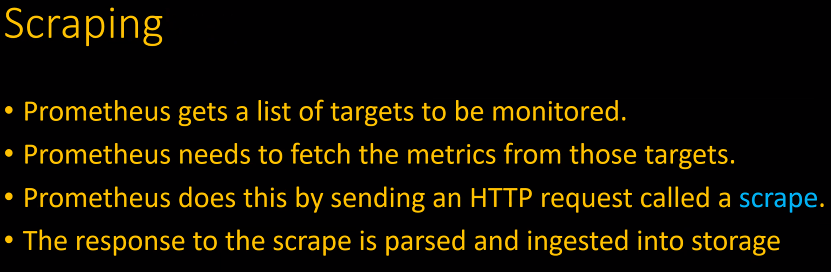 Scraping
• Prometheus gets a list of targets to be monitored.
• Prometheus needs to fetch the metrics from those targets.
• Prometheus does this by sending an HTTP request called a scrape.
• The response to the scrape is parsed and ingested into storage